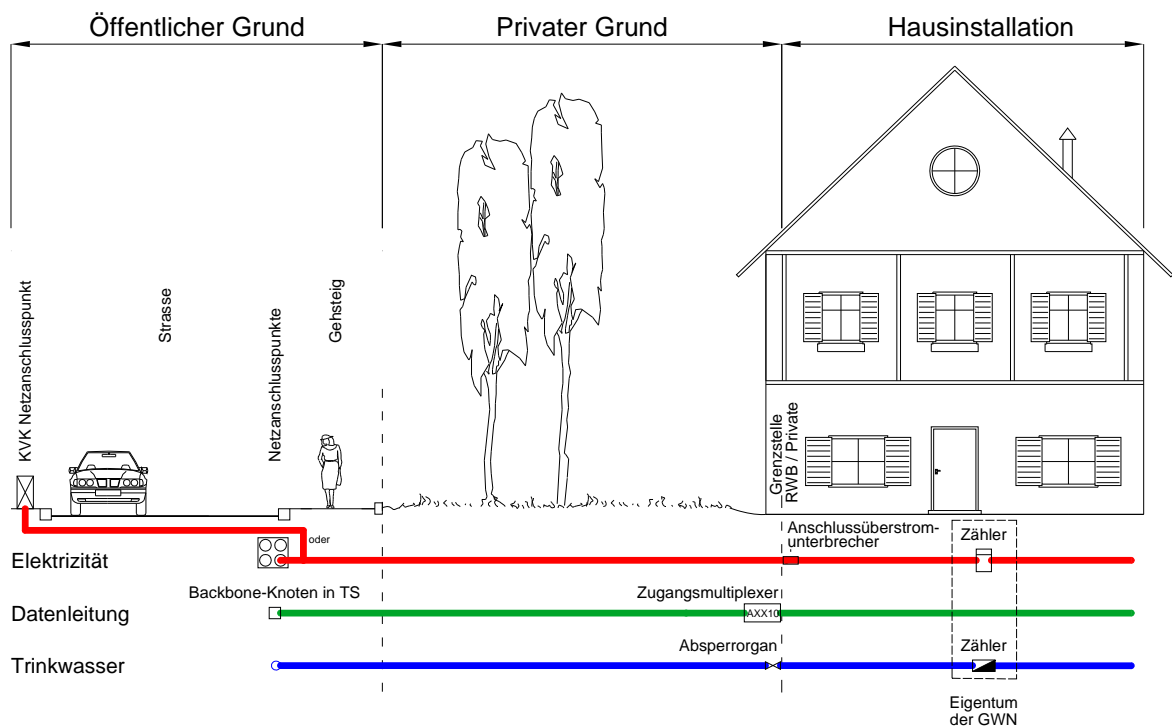 Öffentlicher Grund
Privater Grund
Hausinstallation
KVK Netzanschlusspunkt
Strasse
Netzanschlusspunkte
Gehsteig
Grenzstelle
RWB / Private
oder
Anschlussüberstrom-
unterbrecher
Zähler
Elektrizität
Backbone-Knoten in TS
Zugangsmultiplexer
AXX10
Datenleitung
Absperrorgan
Zähler
Trinkwasser
Eigentum
der GWN